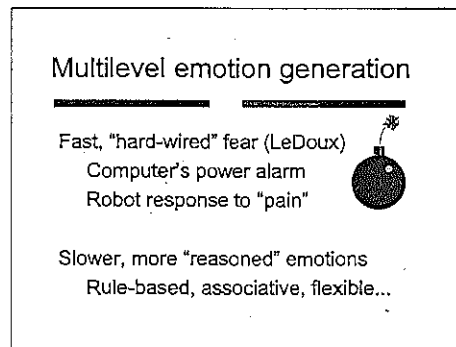 Multilevel emotion generation
Fast, “hard-wired” fear (LeDoux)
Computer's power alarm
Robot response to “pain”
Slower, more “reasoned” emotions
Rule-based, associative, flexible...